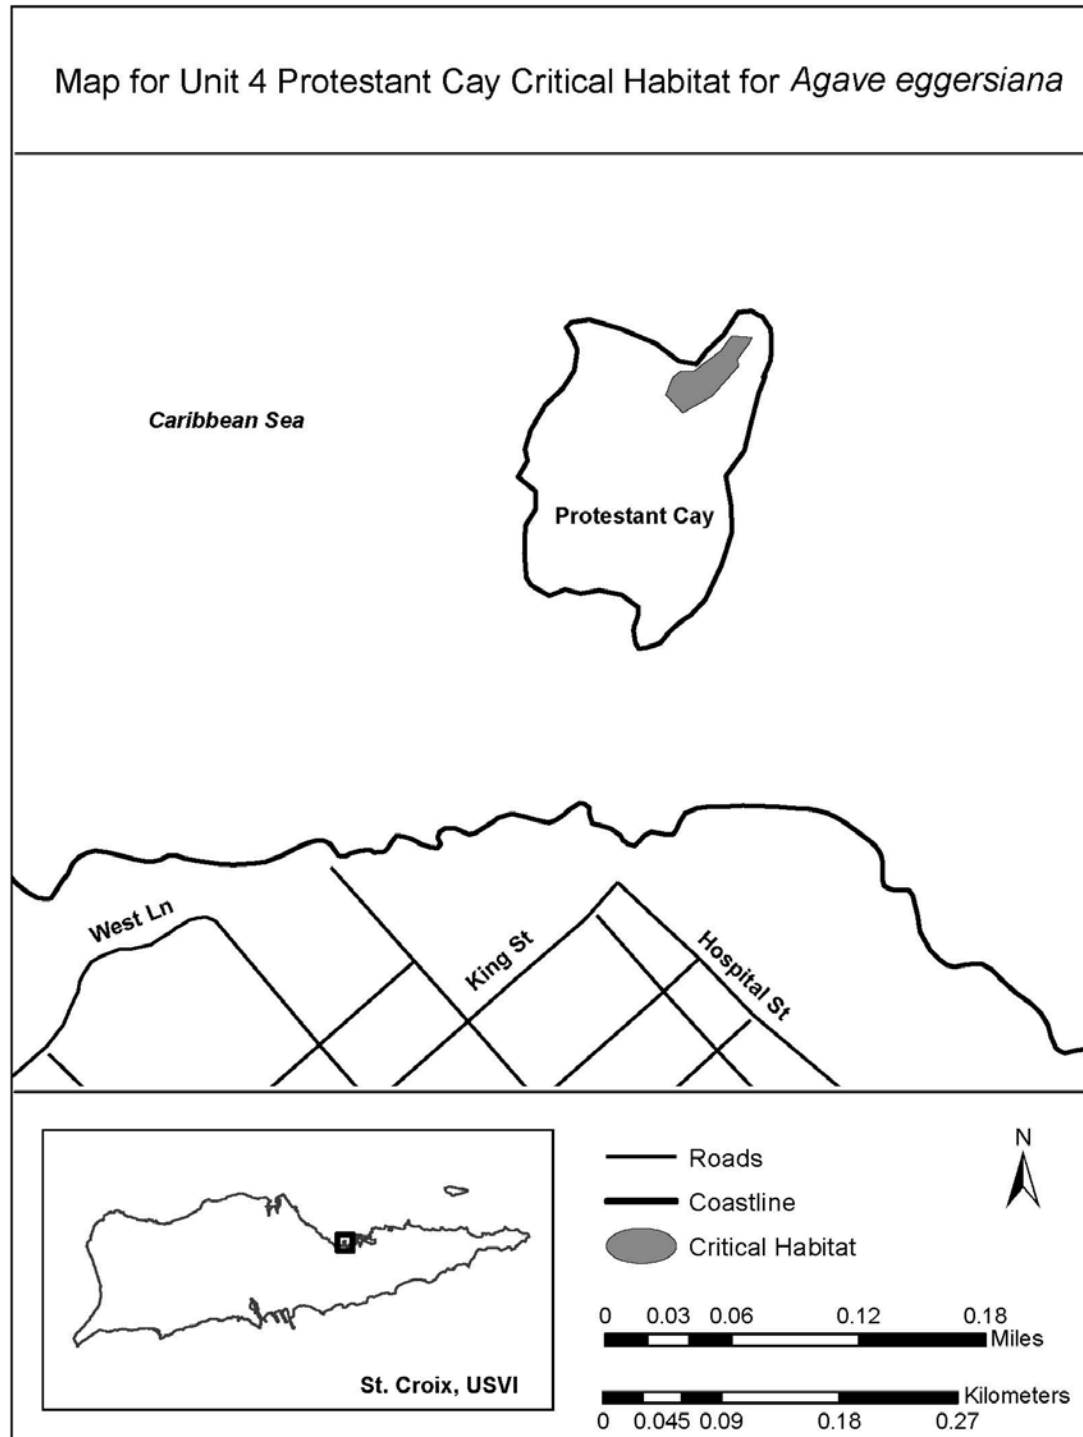 Map for Unit 4 Protestant Cay Critical Habitat for Agave eggersiana
Caribbean Sea
Protestant Cay
West Ln
King St
Hospital St
St. Croix, USVI
N
Roads
Coastline
Critical Habitat
0 0.03 0.06 0.12 0.18
Miles
Kilometers
0 0.045 0.09 0.18 0.27